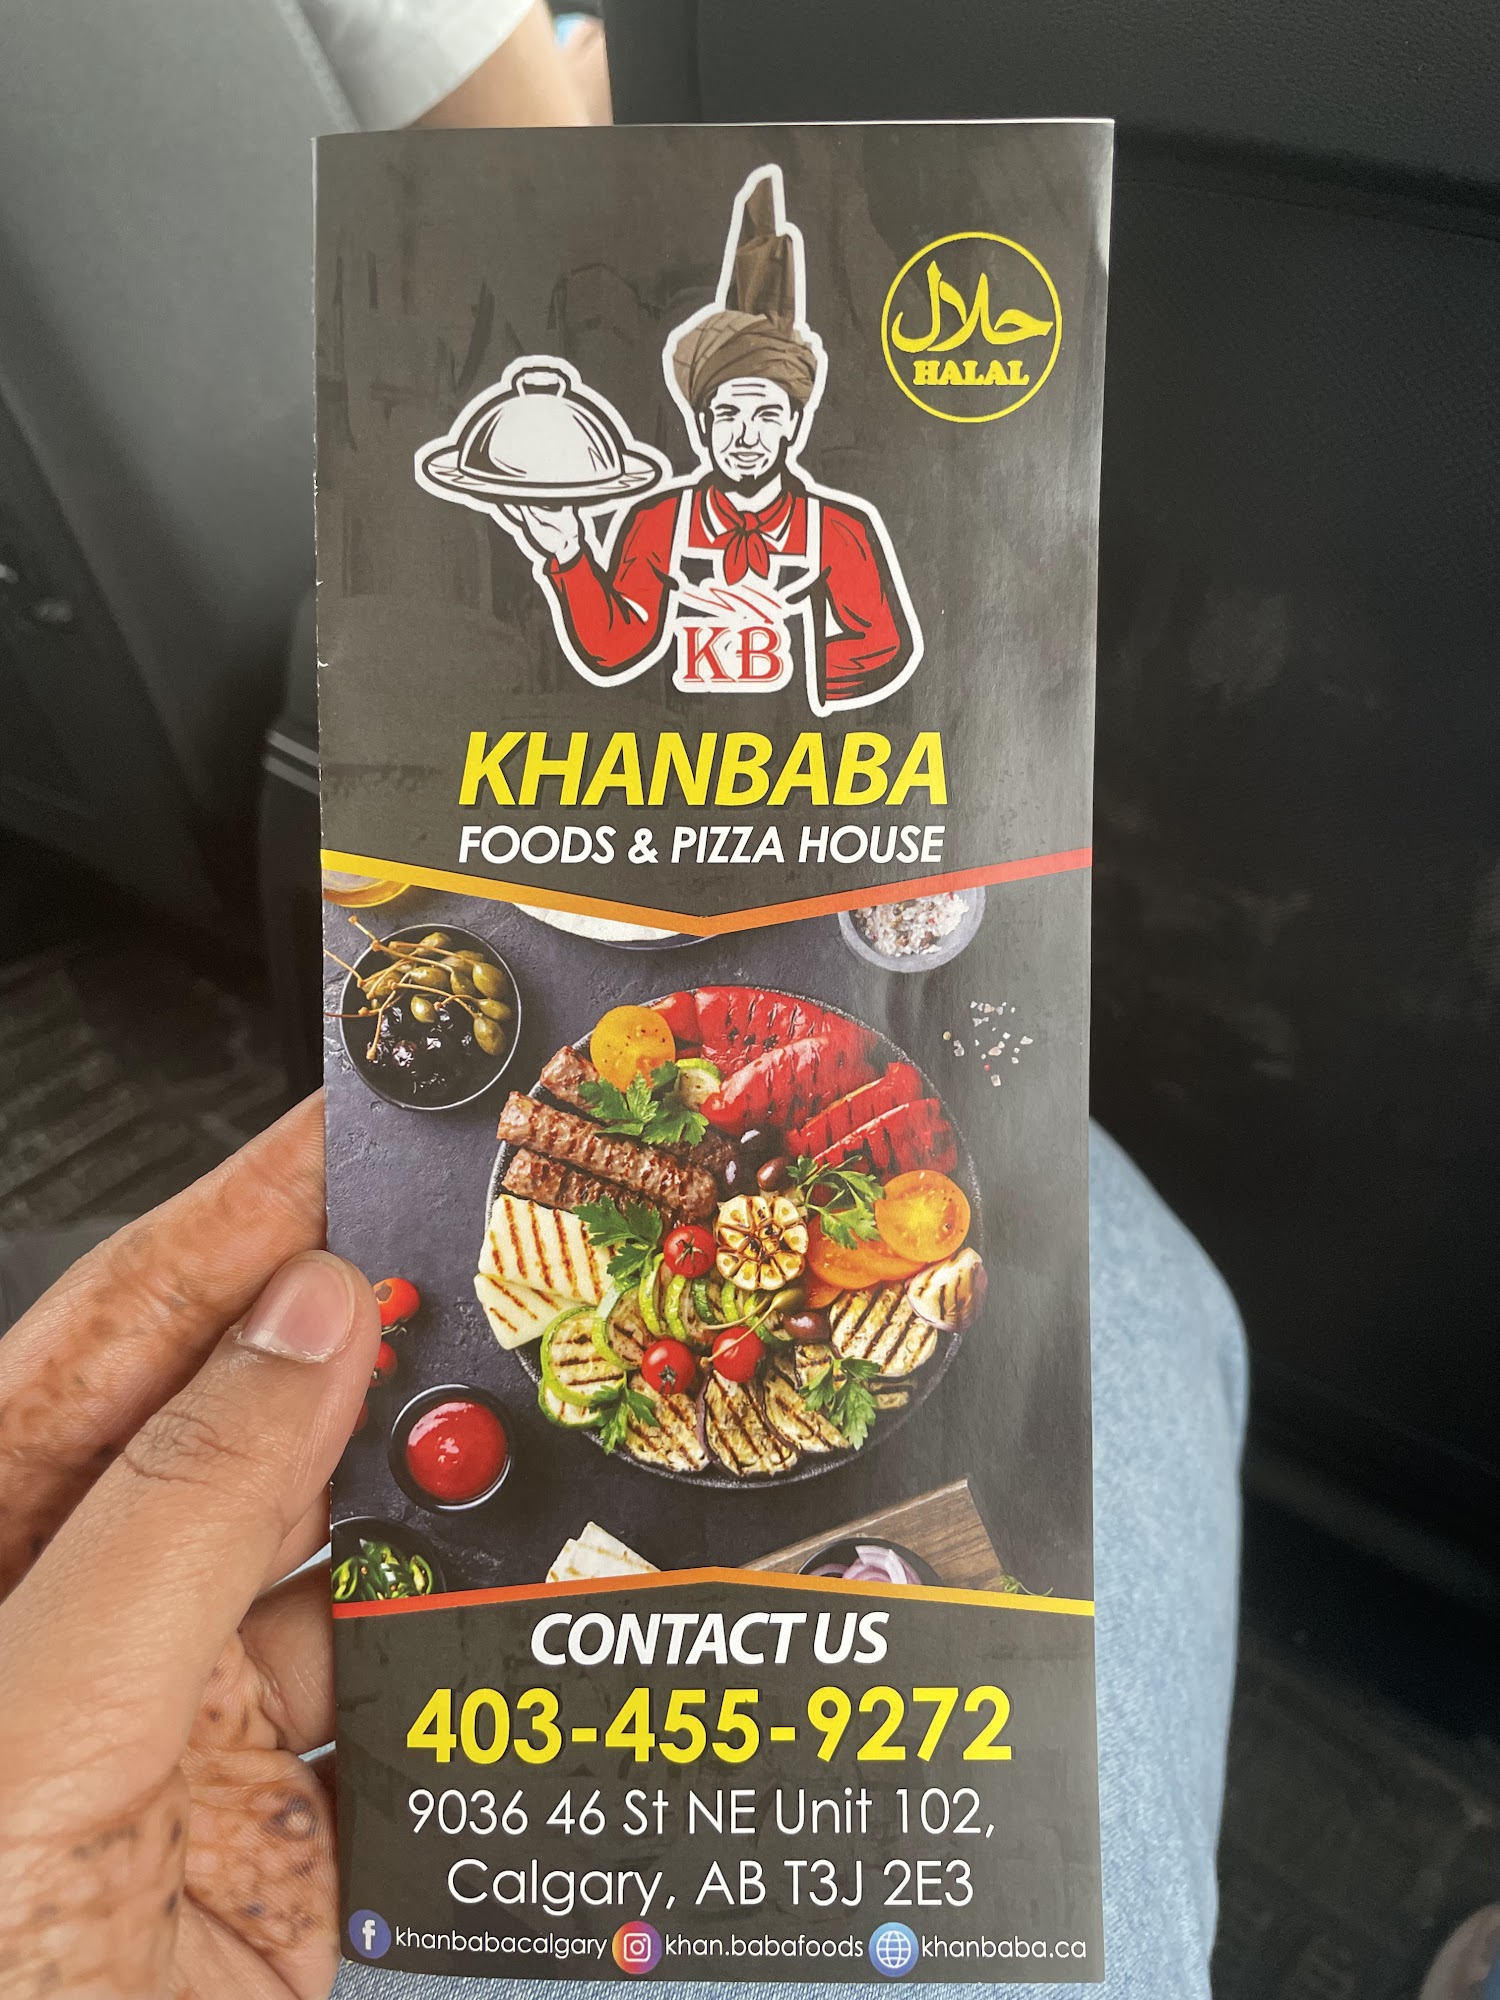 حلال
HALAL
KB
KHANBABA
FOODS & PIZZA HOUSE
CONTACT US
403-455-9272
9036 46 St NE Unit 102,
Calgary, AB T3J 2E3
khanbabacalgary khan.babafoods khanbaba.ca